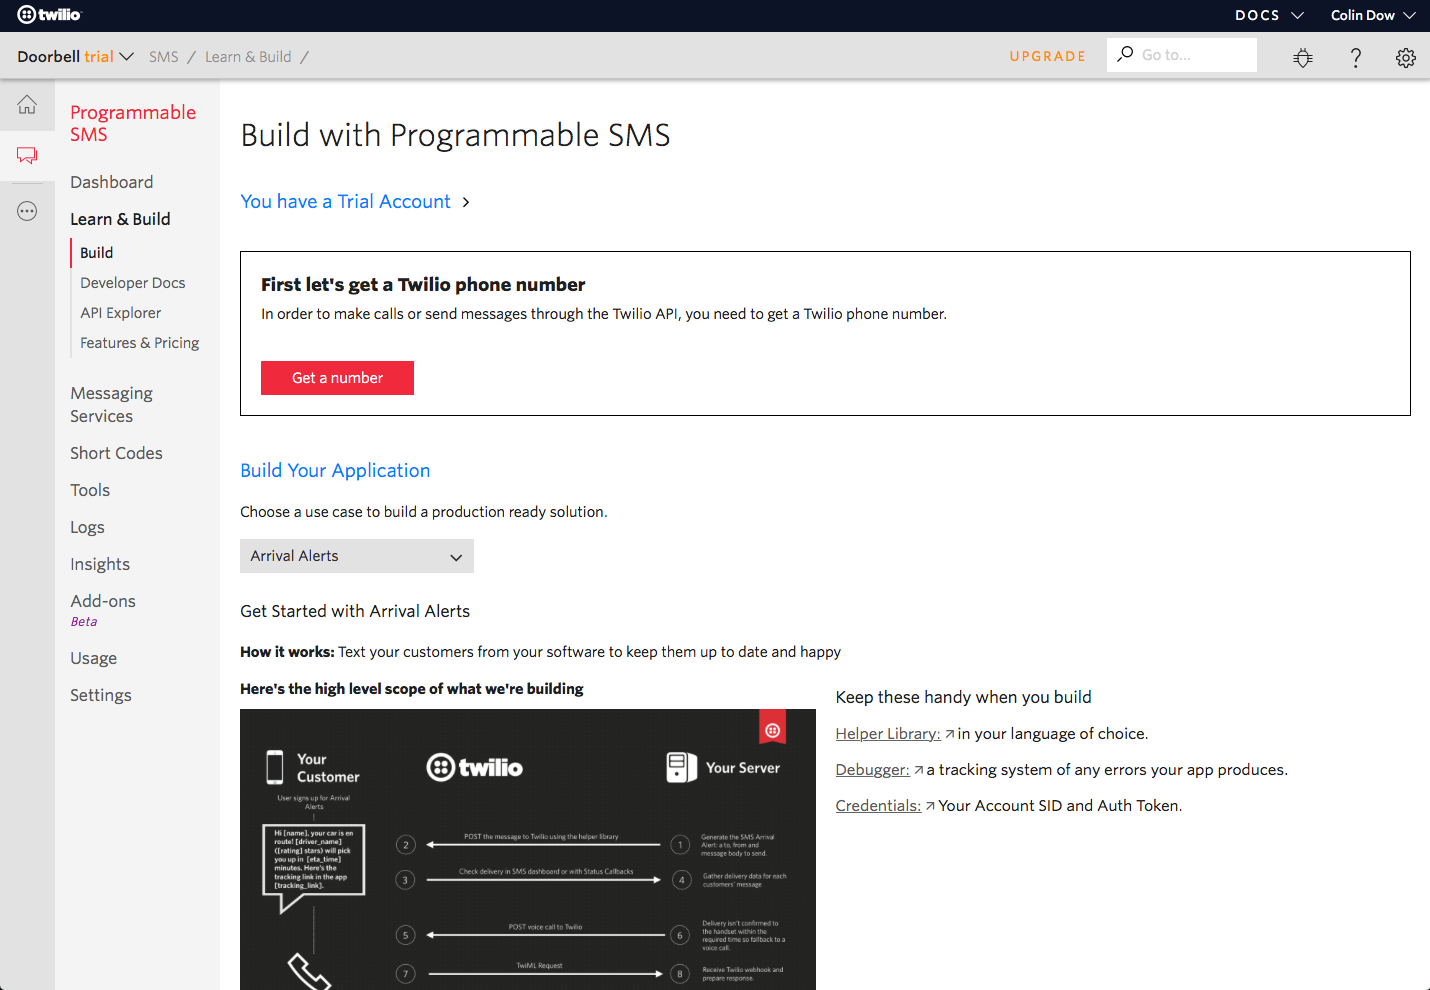 twilio
DOCS
Colin Dow
Doorbell trial
SMS / Learn & Build /
UPGRADE
Go to...
?
Programmable
SMS
Dashboard
Learn & Build
Build
Developer Docs
API Explorer
Features & Pricing
Messaging
Services
Short Codes
Tools
Logs
Insights
Add-ons
Beta
Usage
Settings
Build with Programmable SMS
You have a Trial Account
First let's get a Twilio phone number
In order to make calls or send messages through the Twilio API, you need to get a Twilio phone number.
Get a number
Build Your Application
Choose a use case to build a production ready solution.
Arrival Alerts
Get Started with Arrival Alerts
How it works: Text your customers from your software to keep them up to date and happy
Here's the high level scope of what we're building
Your
Customer
twilio
Your Server
User signs up for Arrival
Alerts
Hi [name], your car is en
route! [driver_name]
([rating] stars) will pick
you up in [eta_time]
minutes. Here's the
tracking link in the app
[tracking_link].
2
POST the message to Twilio using the helper library
1
Generate the SMS Arrival
Alert: a to, from and
message body to send.
3
Check delivery in SMS dashboard or with Status Callbacks
4
Gather delivery data for each
customers' message
5
POST voice call to Twilio
6
Delivery isn't confirmed to
the handset within the
required time so fallback to a
voice call.
7
TwiML Request
8
Receive Twilio webhook and
prepare response.
Keep these handy when you build
Helper Library: in your language of choice.
Debugger: a tracking system of any errors your app produces.
Credentials: Your Account SID and Auth Token.